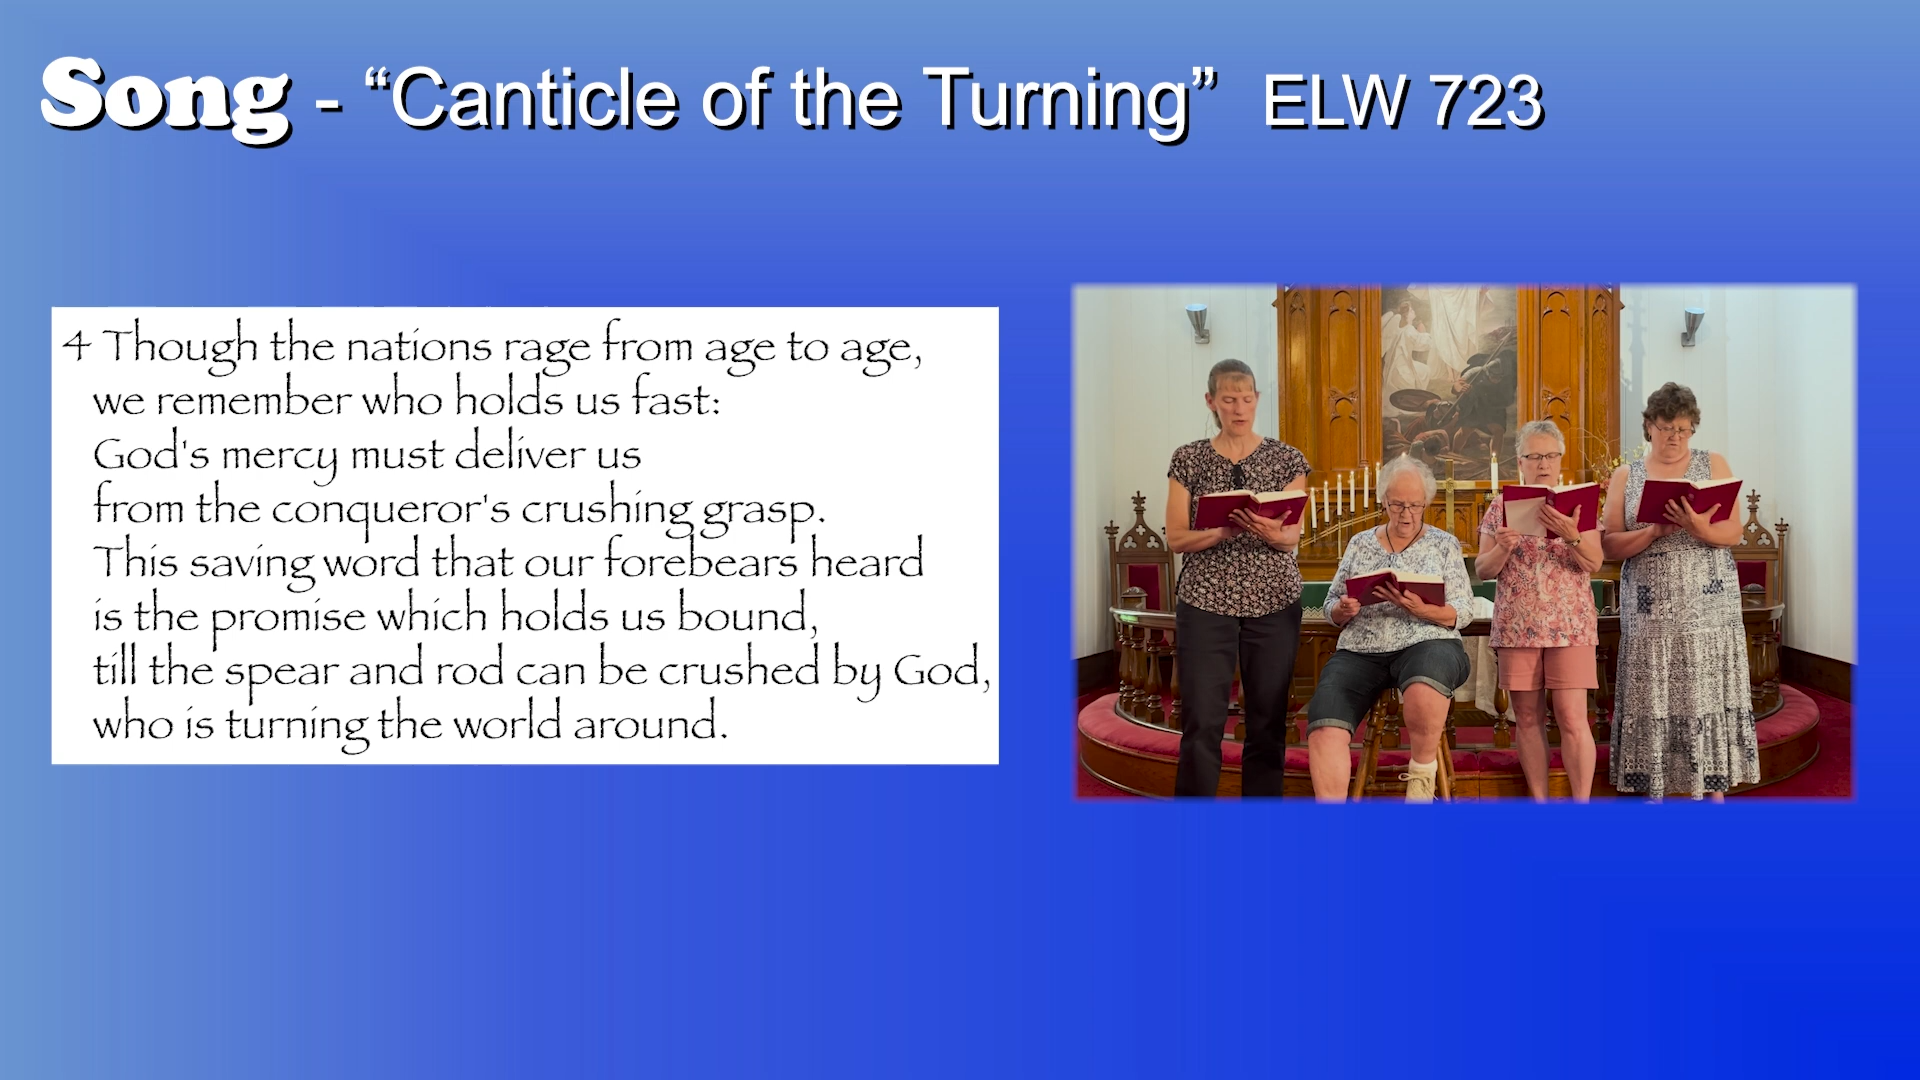 Song - “Canticle of the Turning” ELW 723
4 Though the nations rage from age to age,
we remember who holds us fast:
God's mercy must deliver us
from the conqueror's crushing grasp.
This saving word that our forebears heard
is the promise which holds us bound,
till the spear and rod can be crushed by God,
who is turning the world around.